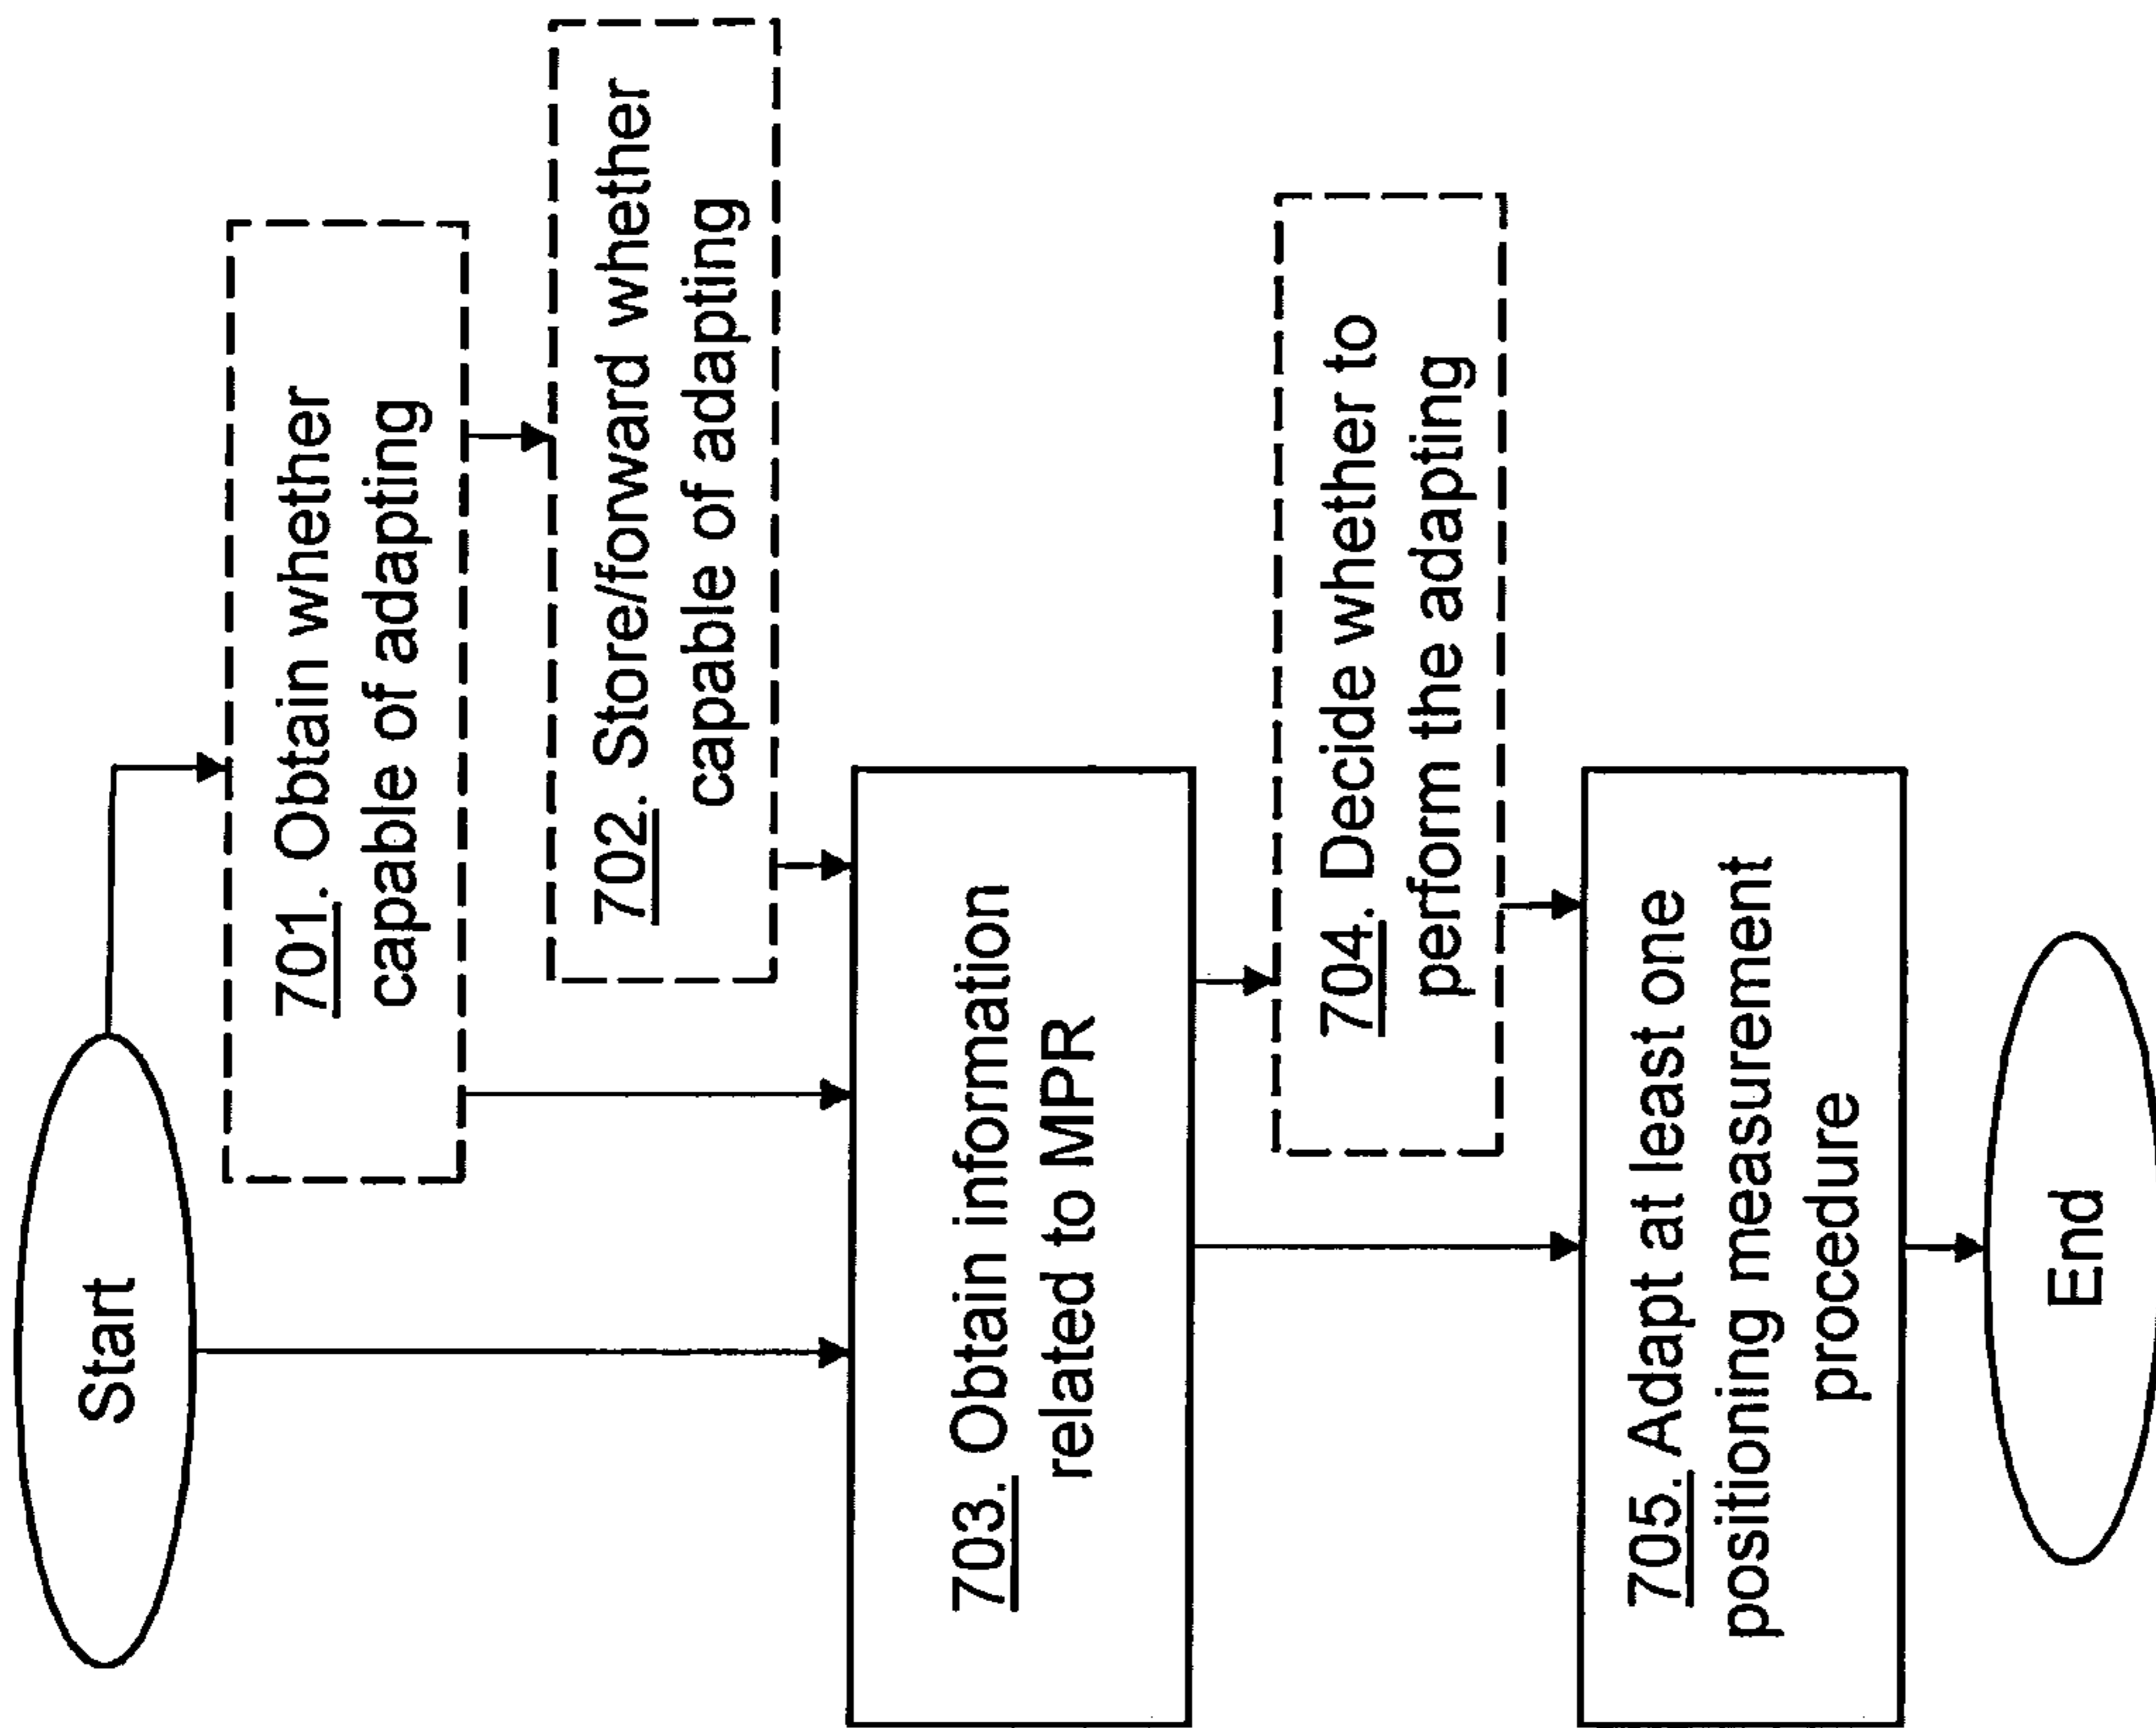 Start
701. Obtain whether
capable of adapting
702. Store/forward whether
capable of adapting
703. Obtain information
related to MPR
704. Decide whether to
perform the adapting
705. Adapt at least one
positioning measurement
procedure
End